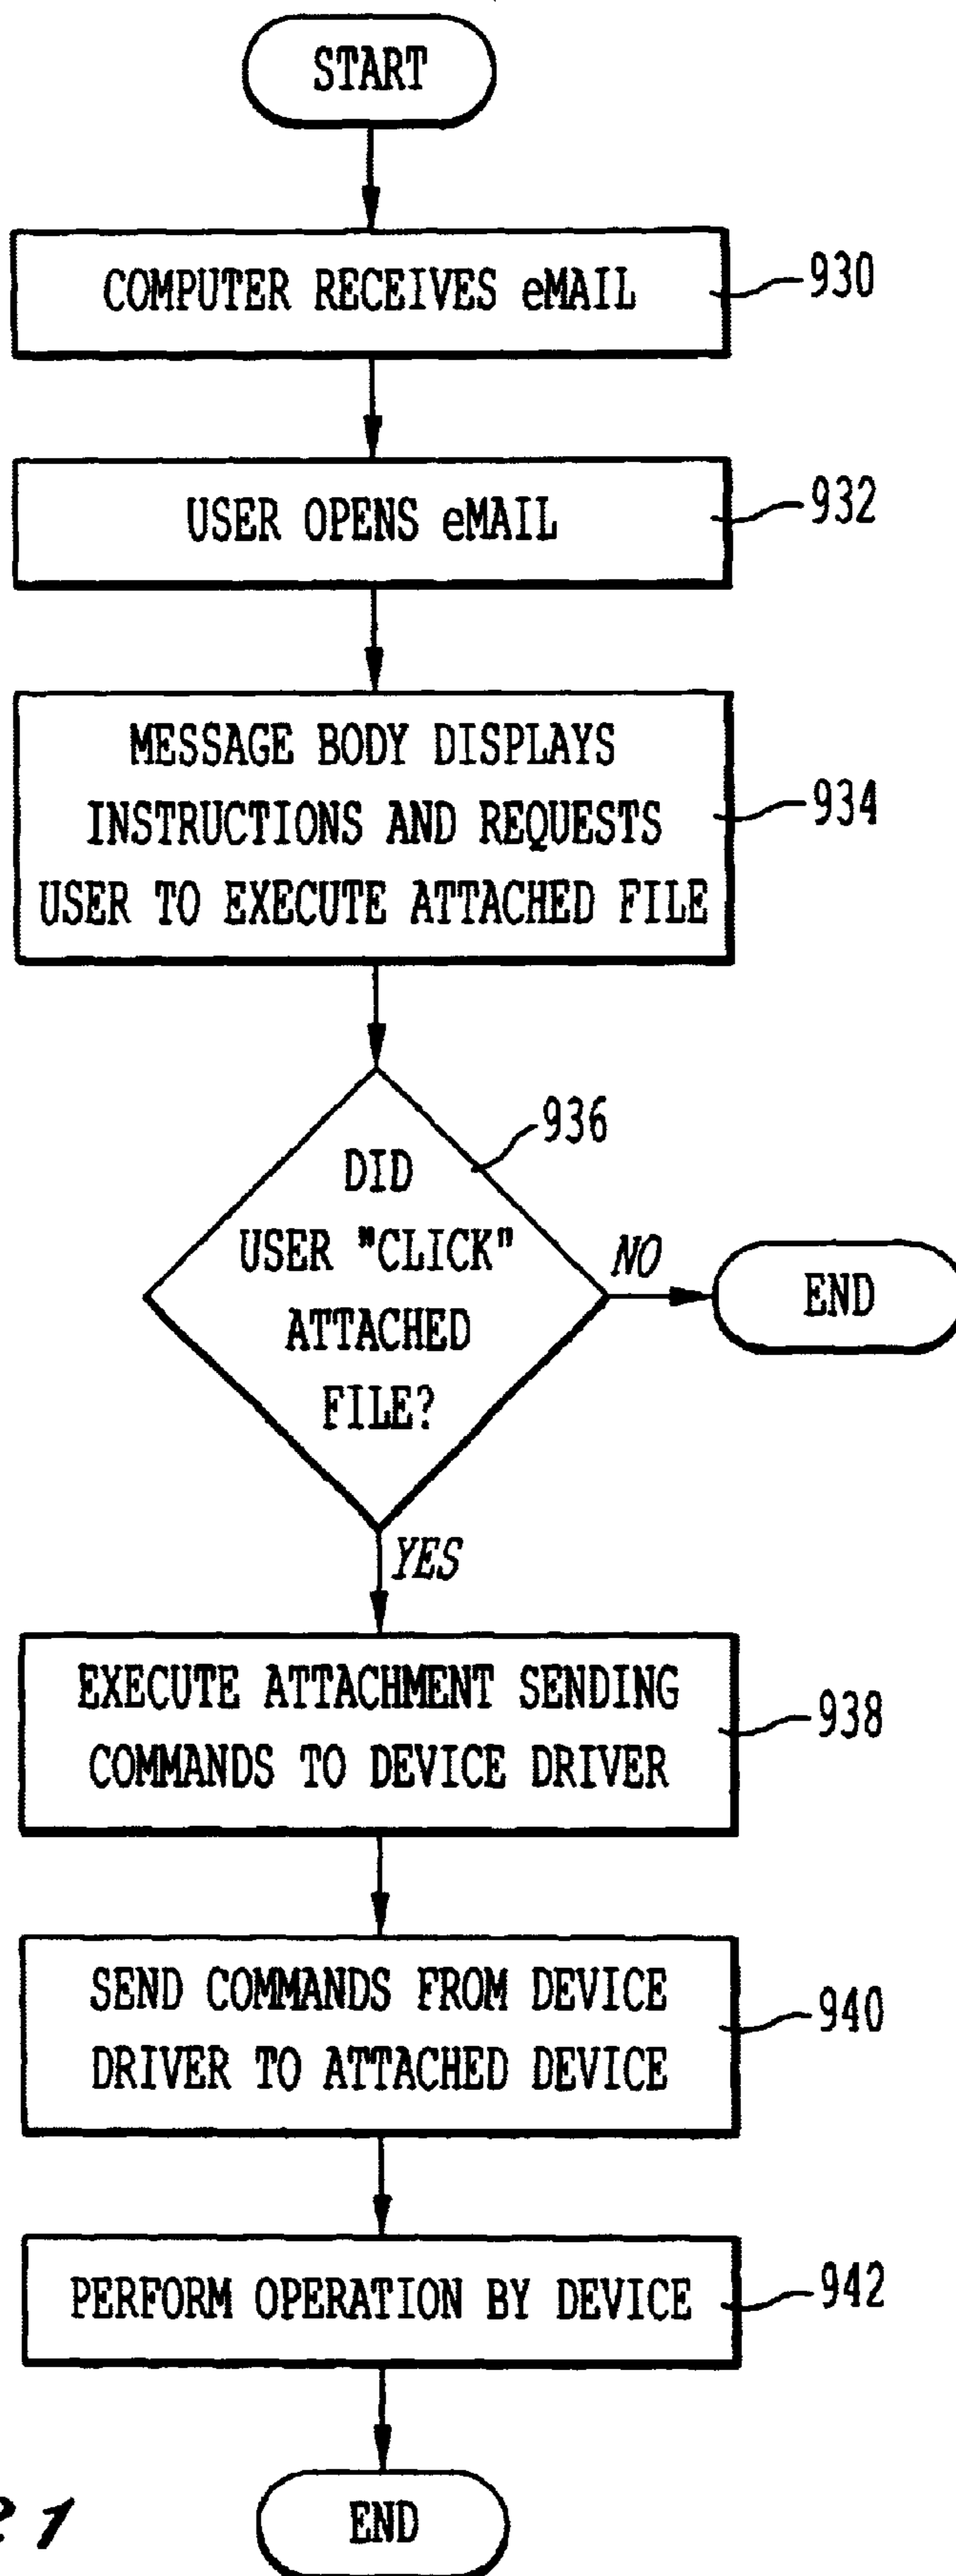 START
COMPUTER RECEIVES eMAIL
930
USER OPENS eMAIL
932
MESSAGE BODY DISPLAYS
INSTRUCTIONS AND REQUESTS
USER TO EXECUTE ATTACHED FILE
934
936
DID
USER "CLICK"
ATTACHED
FILE?
NO
END
YES
EXECUTE ATTACHMENT SENDING
COMMANDS TO DEVICE DRIVER
938
SEND COMMANDS FROM DEVICE
DRIVER TO ATTACHED DEVICE
940
PERFORM OPERATION BY DEVICE
942
END